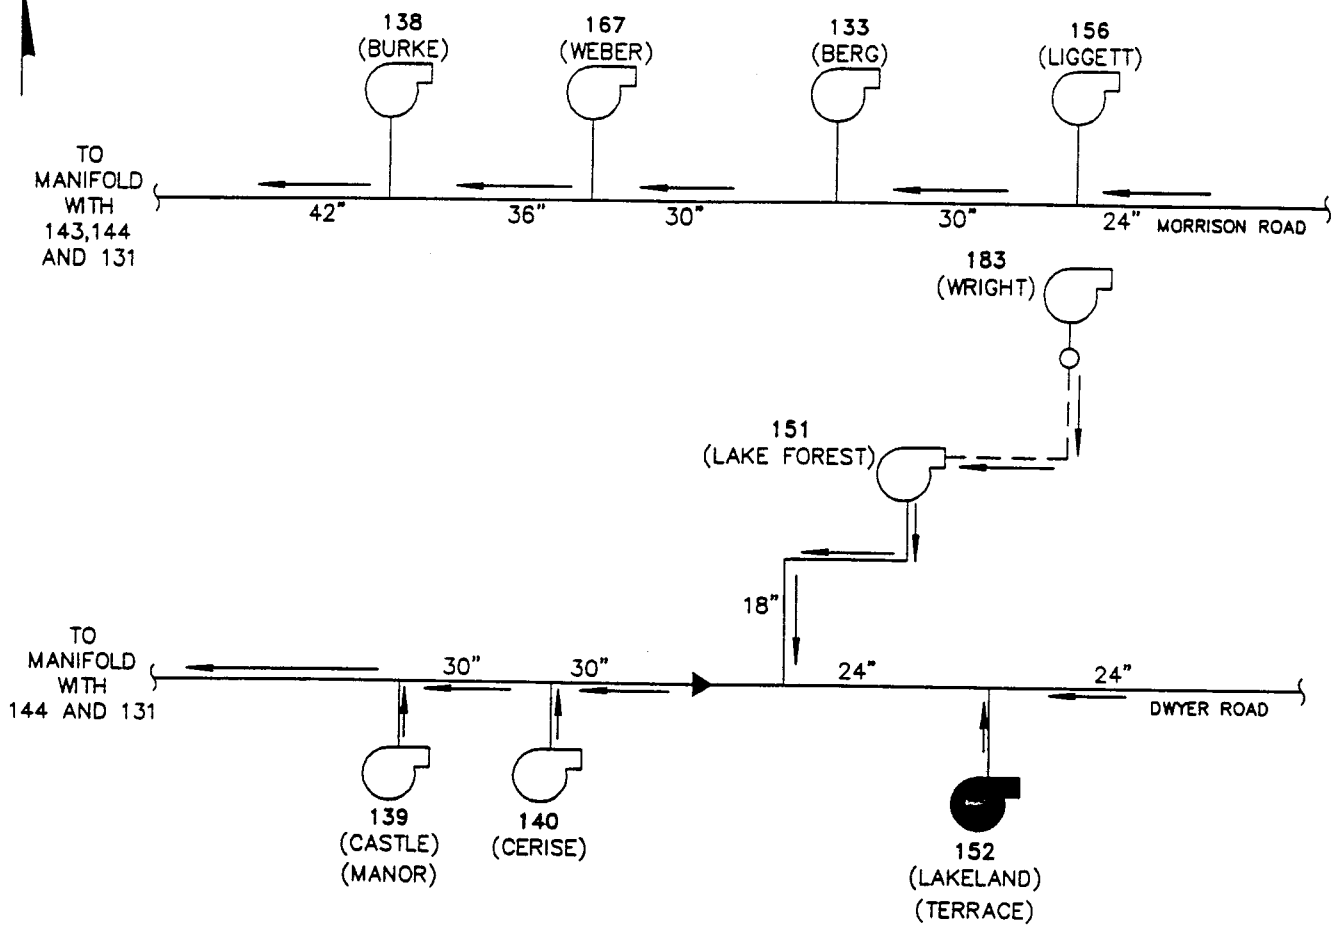 138
(BURKE)
167
(WEBER)
133
(BERG)
156
(LIGGETT)
TO
MANIFOLD
WITH
143,144
AND 131
42"
36"
30"
30"
24"
MORRISON ROAD
183
(WRIGHT)
151
(LAKE FOREST)
18"
TO
MANIFOLD
WITH
144 AND 131
30"
30"
24"
24"
DWYER ROAD
139
(CASTLE)
(MANOR)
140
(CERISE)
152
(LAKELAND)
(TERRACE)